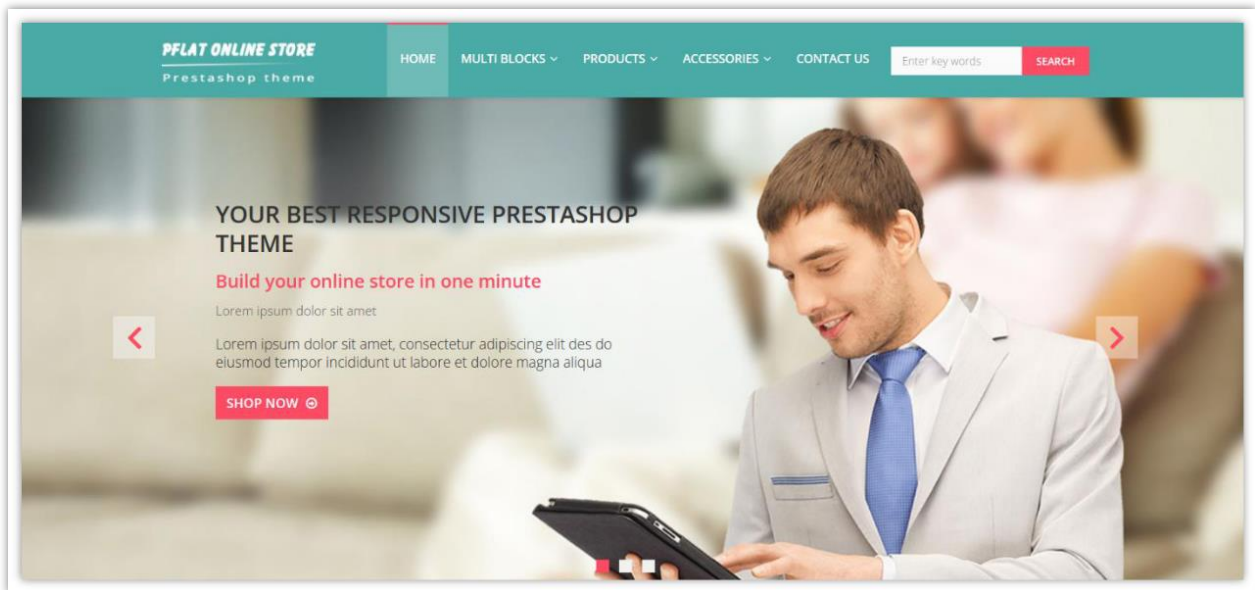 PFLAT ONLINE STORE
Prestashop theme
HOME
MULTI BLOCKS
PRODUCTS
ACCESSORIES
CONTACT US
Enter key words
SEARCH
YOUR BEST RESPONSIVE PRESTASHOP
THEME
Build your online store in one minute
Lorem ipsum dolor sit amet
Lorem ipsum dolor sit amet, consectetur adipiscing elit des do
eiusmod tempor incididunt ut labore et dolore magna aliqua
SHOP NOW